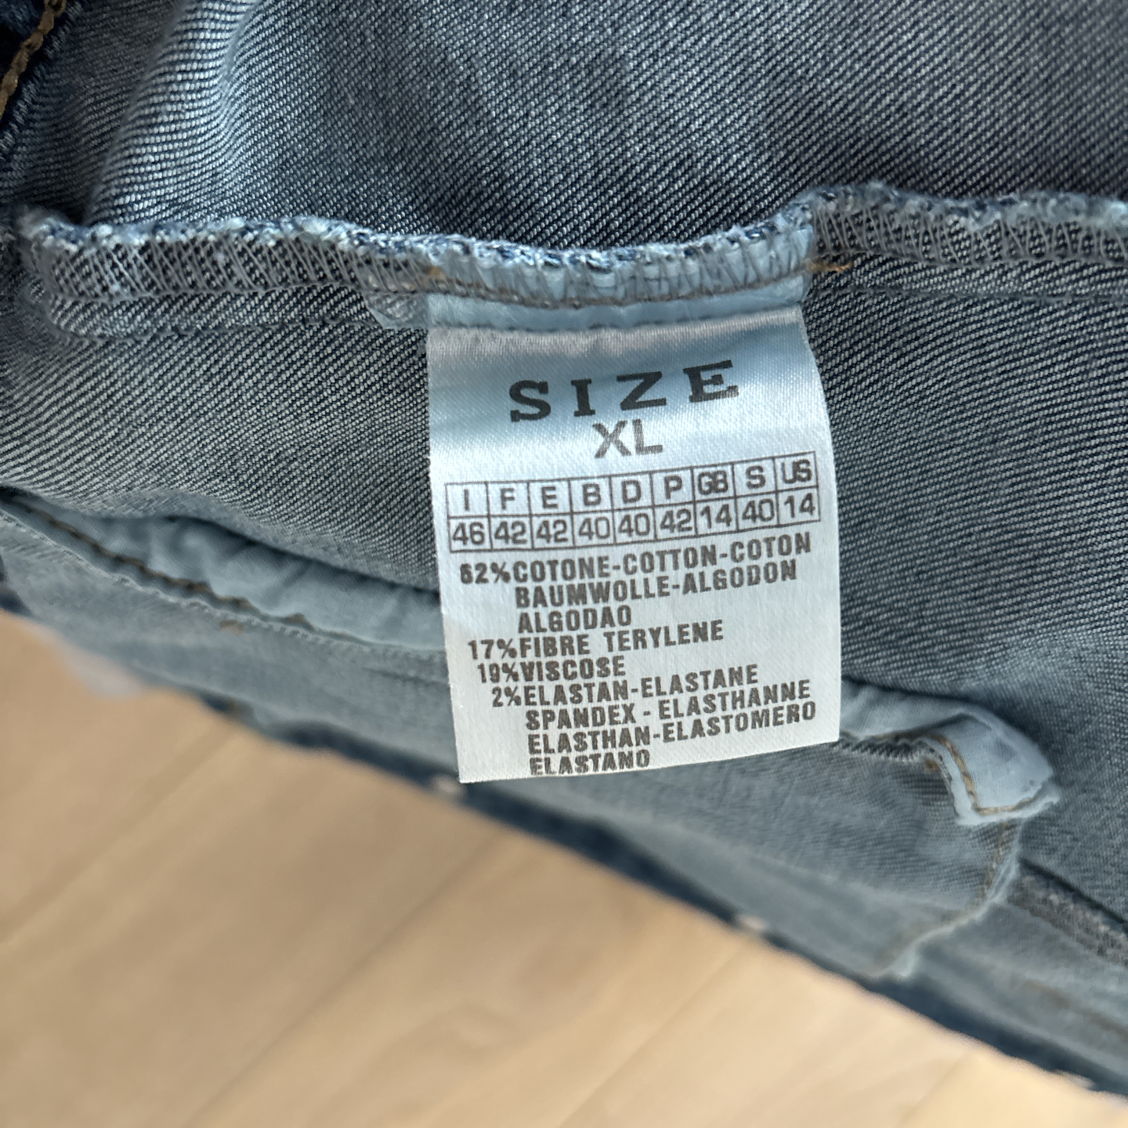 SIZE
XL
I F E B D P GB S US
46 42 42 40 40 42 14 40 14
62%COTONE-COTTON-COTON
BAUMWOLLE-ALGODON
ALGODAO
17%FIBRE TERYLENE
19%VISCOSE
2%ELASTAN-ELASTANE
SPANDEX-ELASTHANNE
ELASTHAN-ELASTOMERO
ELASTANO